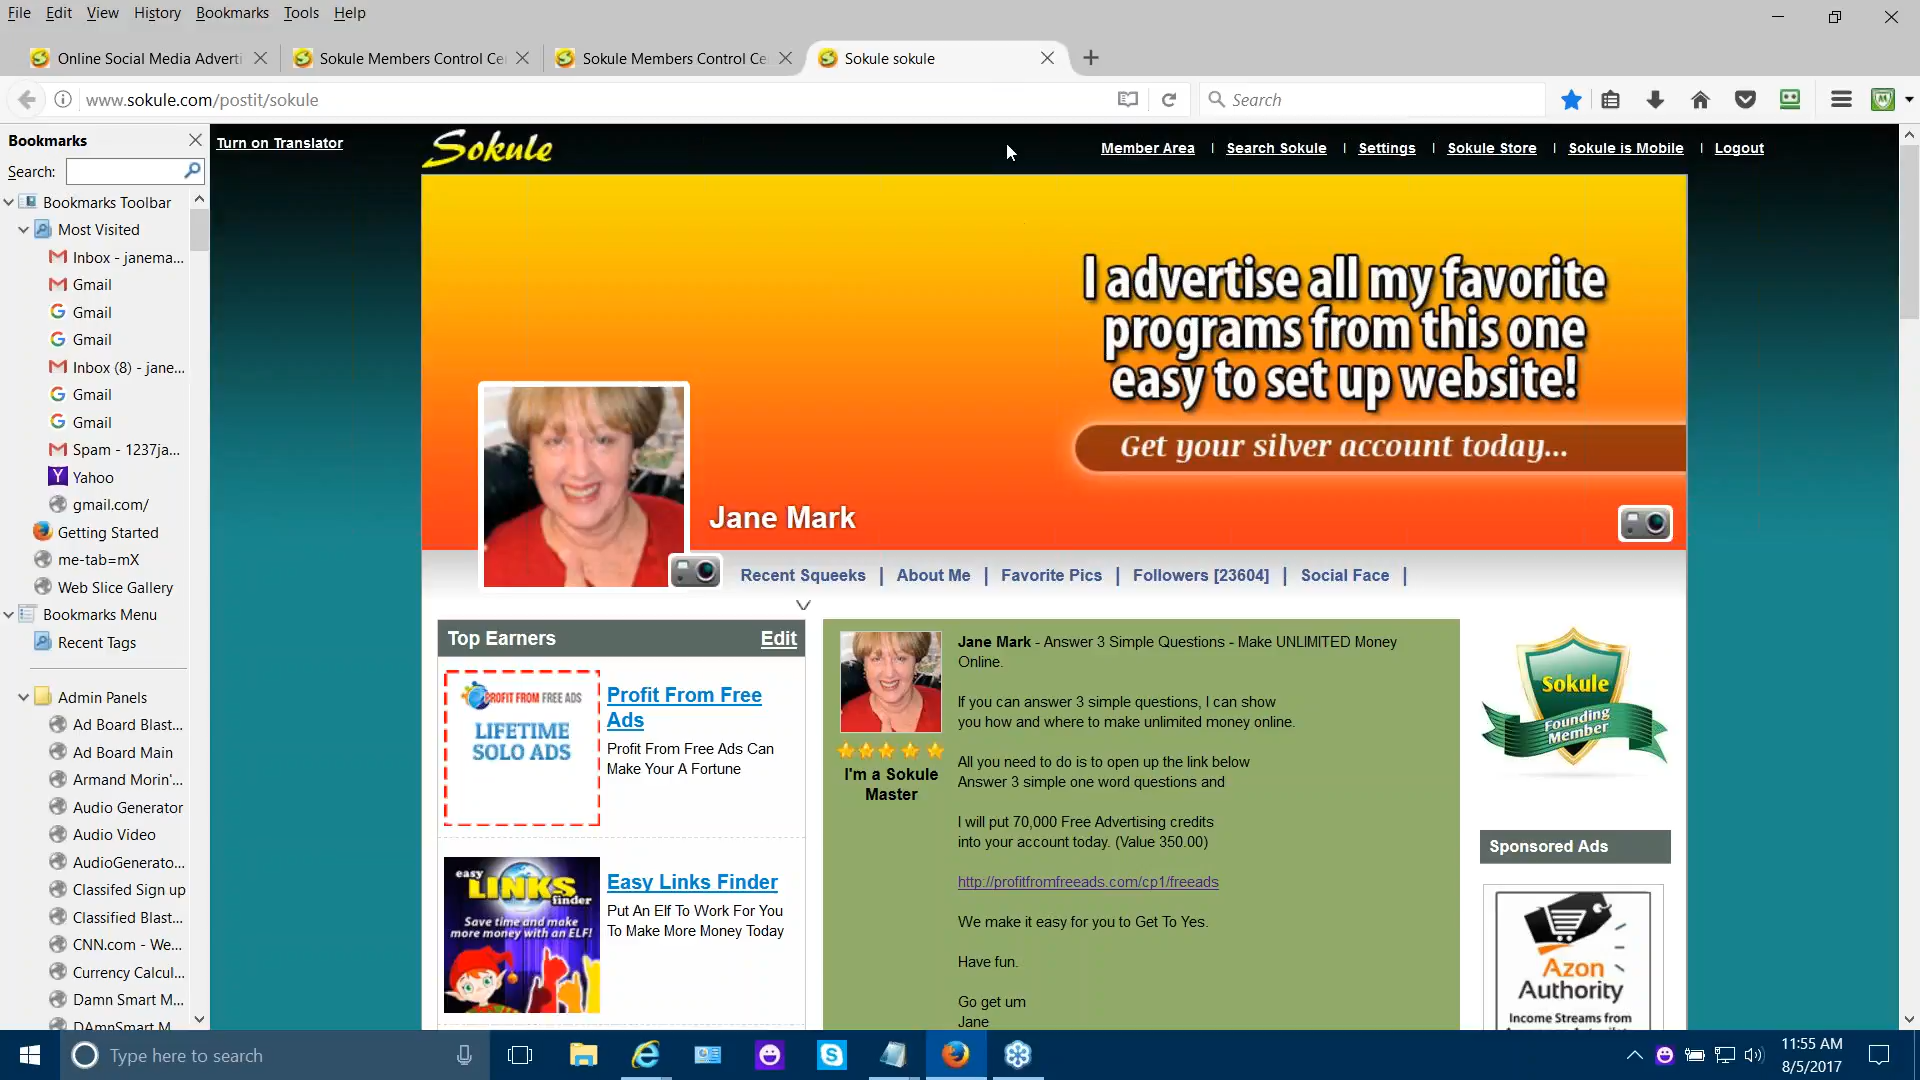 File Edit View History Bookmarks Tools Help
Online Social Media Adverti
Sokule Members Control Ce
Sokule Members Control Ce
Sokule sokule
www.sokule.com/postit/sokule
Search
Bookmarks
Search:
Bookmarks Toolbar
Most Visited
Inbox - janema...
Gmail
Gmail
Gmail
Inbox (8) - jane...
Gmail
Gmail
Spam - 1237ja...
Yahoo
gmail.com/
Getting Started
me-tab=mX
Web Slice Gallery
Bookmarks Menu
Recent Tags
Admin Panels
Ad Board Blast...
Ad Board Main
Armand Morin'...
Audio Generator
Audio Video
AudioGenerato...
Classifed Sign up
Classified Blast...
CNN.com - We...
Currency Calcul...
Damn Smart M...
DAmnSmart M
Turn on Translator
Sokule
Member Area | Search Sokule | Settings | Sokule Store | Sokule is Mobile | Logout
I advertise all my favorite
programs from this one
easy to set up website!
Get your silver account today...
Jane Mark
Recent Squeeks | About Me | Favorite Pics | Followers [23604] | Social Face |
Top Earners Edit
PROFIT FROM FREE ADS
LIFETIME
SOLO ADS
Profit From Free
Ads
Profit From Free Ads Can
Make Your A Fortune
easy
LINKS
finder
Save time and make
more money with an ELF!
Easy Links Finder
Put An Elf To Work For You
To Make More Money Today
I'm a Sokule
Master
Jane Mark - Answer 3 Simple Questions - Make UNLIMITED Money
Online.
If you can answer 3 simple questions, I can show
you how and where to make unlimited money online.
All you need to do is to open up the link below
Answer 3 simple one word questions and
I will put 70,000 Free Advertising credits
into your account today. (Value 350.00)
http://profitfromfreeads.com/cp1/freeads
We make it easy for you to Get To Yes.
Have fun.
Go get um
Jane
Sokule
Founding
Member
Sponsored Ads
Azon
Authority
Income Streams from
Type here to search
11:55 AM
8/5/2017